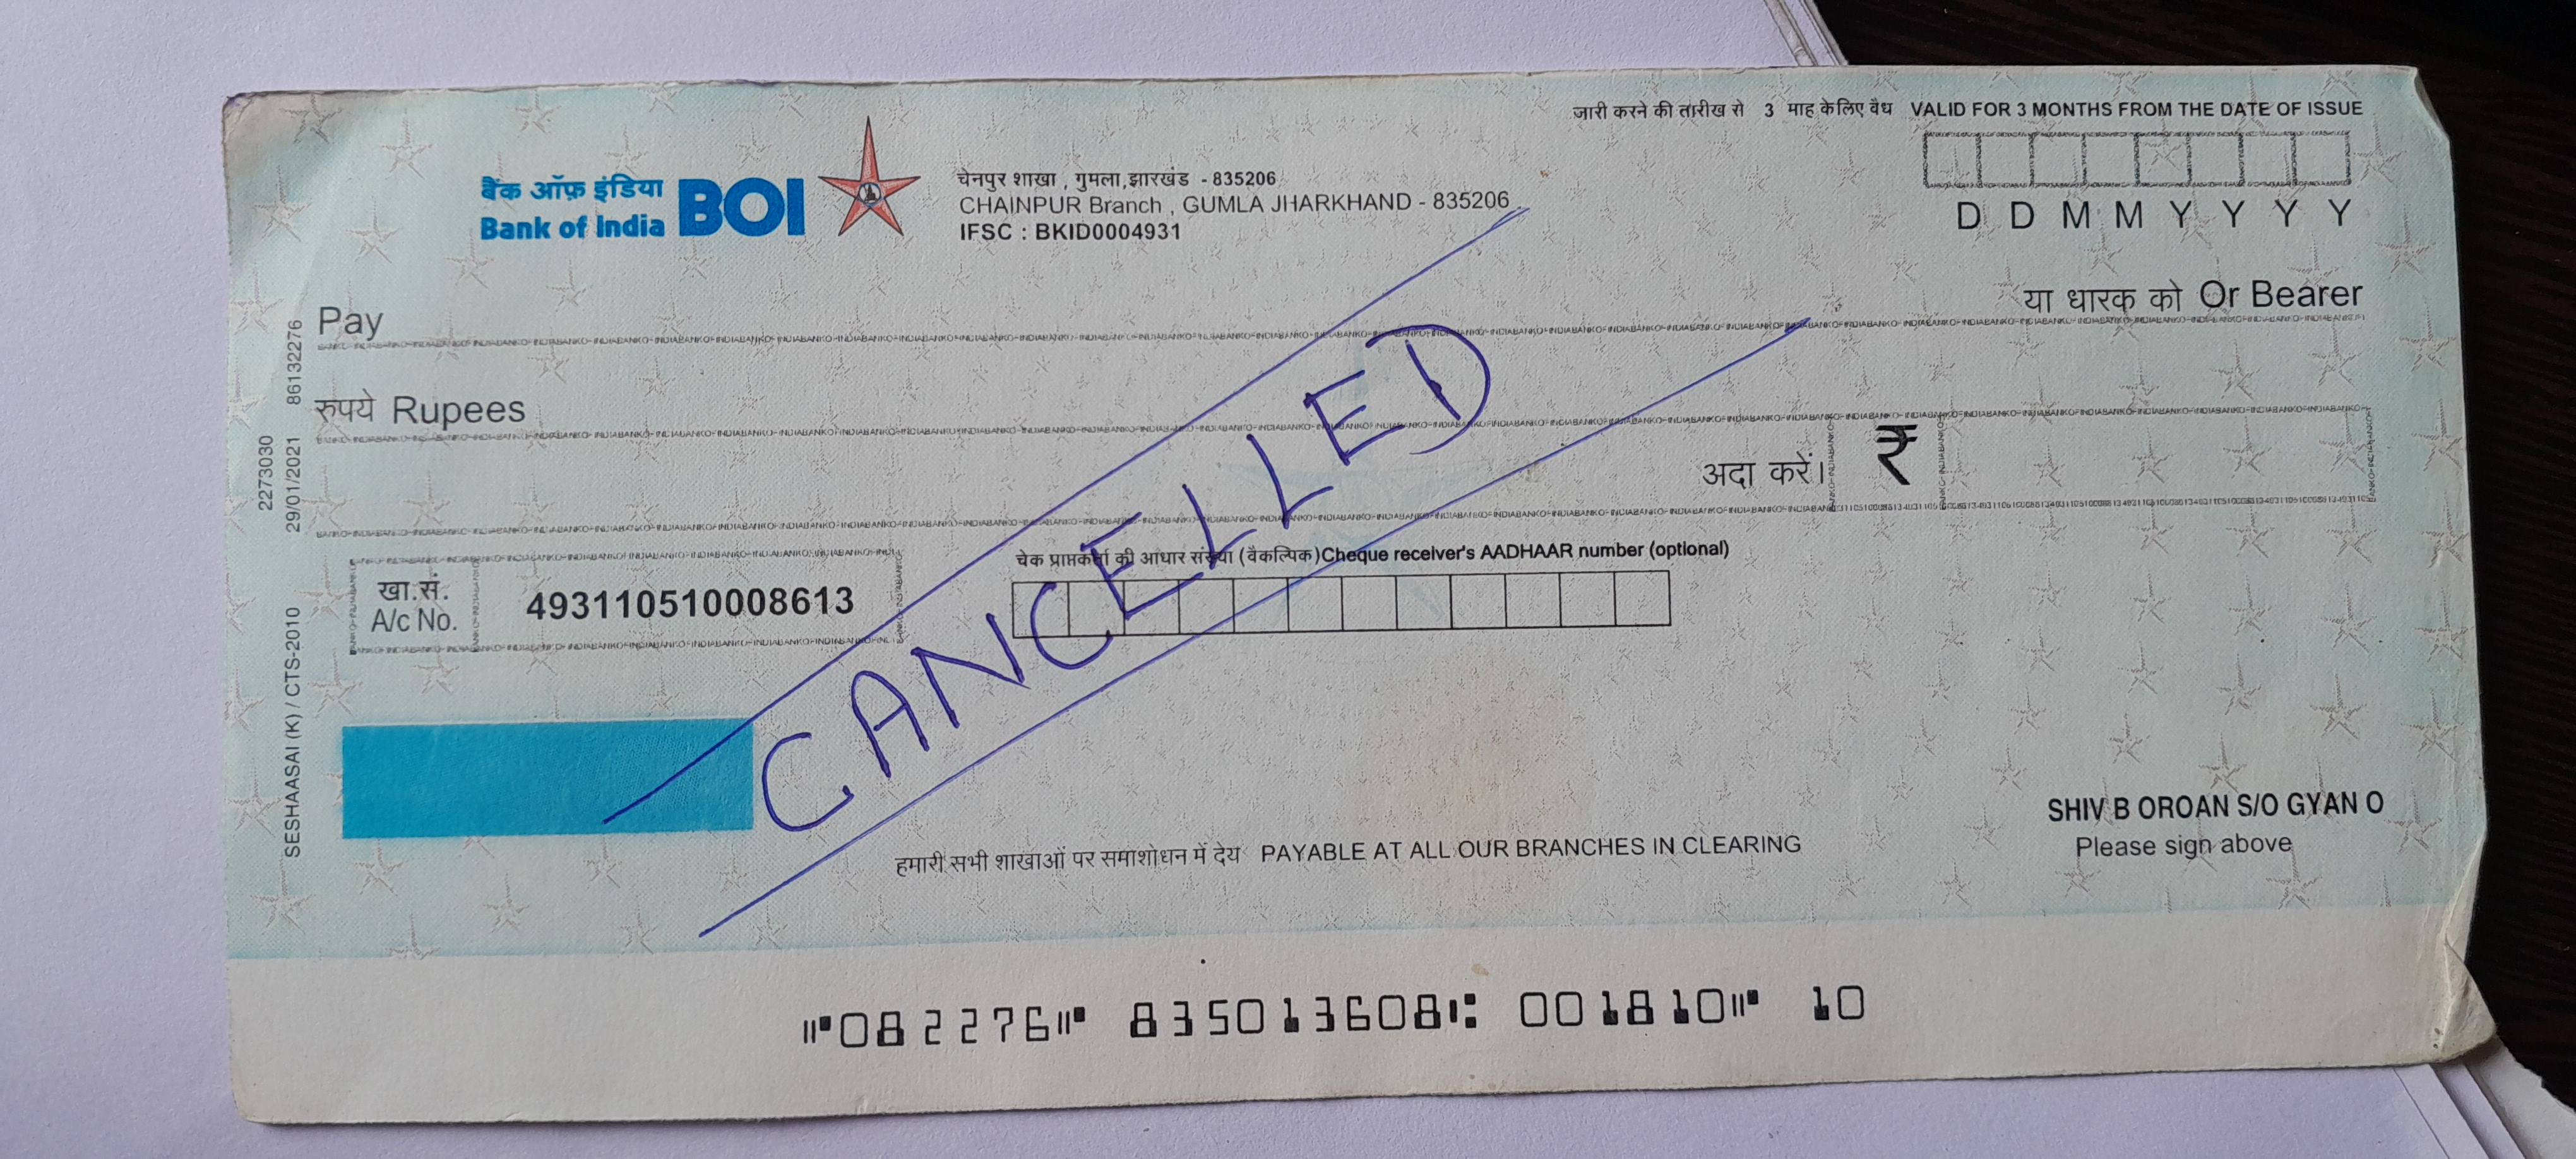 जारी करने की तारीख से 3 माह के लिए वैध VALID FOR 3 MONTHS FROM THE DATE OF ISSUE
बैंक ऑफ़ इंडिया
Bank of India
BOI
चेनपुर शाखा , गुमला,झारखंड - 835206
CHAINPUR Branch , GUMLA JHARKHAND - 835206
IFSC : BKID0004931
D D M M Y Y Y Y
Pay
या धारक को Or Bearer
रुपये Rupees
अदा करें। ₹
खा.सं.
A/c No.
493110510008613
चेक प्राप्तकर्ता की आधार संख्या (वैकल्पिक)Cheque receiver's AADHAAR number (optional)
CANCELLED
SHIV B OROAN S/O GYAN O
Please sign above
हमारी सभी शाखाओं पर समाशोधन में देय PAYABLE AT ALL OUR BRANCHES IN CLEARING
2273030
SESHAASAI (K) / CTS-2010 29/01/2021 86132276
⑈082276⑈ 835013608⑆ 001810⑈ 10